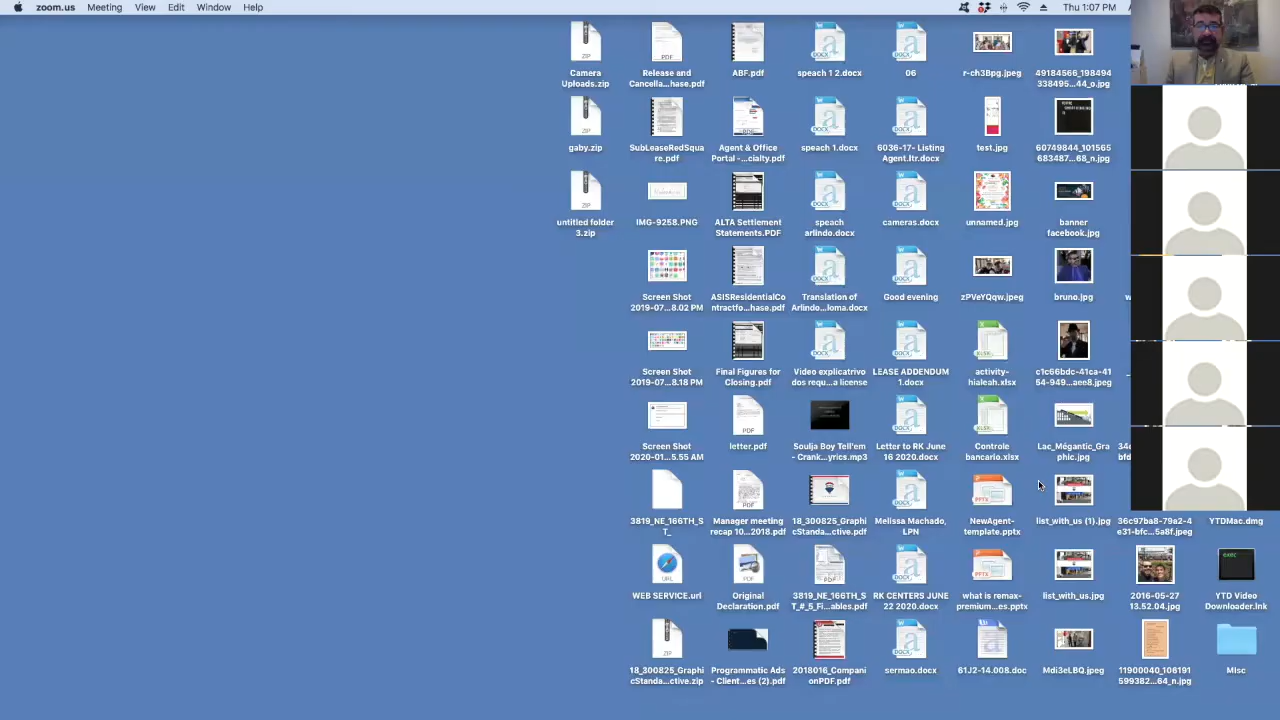 zoom.us Meeting View Edit Window Help Thu 1:07 PM
Camera Uploads.zip
Release and Cancella...hase.pdf
ABF.pdf
speach 1 2.docx
06
r-ch3Bpg.jpeg
49184566_198494
338495...44_o.jpg
gaby.zip
SubLeaseRedSqua
re.pdf
Agent & Office
Portal -...cialty.pdf
speach 1.docx
6036-17- Listing
Agent.ltr.docx
test.jpg
60749844_101565
683487...68_n.jpg
untitled folder
3.zip
IMG-9258.PNG
ALTA Settlement
Statements.PDF
speach
arlindo.docx
cameras.docx
unnamed.jpg
banner
facebook.jpg
Screen Shot
2019-07...8.02 PM
ASISResidentialCo
ntractfo...hase.pdf
Translation of
Arlindo...loma.docx
Good evening
zPVeYQqw.jpeg
bruno.jpg
w
Screen Shot
2019-07...8.18 PM
Final Figures for
Closing.pdf
Video explicativo
dos requ...a license
LEASE ADDENDUM
1.docx
activity-
hialeah.xlsx
c1c66bdc-41ca-41
54-949...aee8.jpeg
Screen Shot
2020-01...5.55 AM
letter.pdf
Soulja Boy Tell'em
- Crank...yrics.mp3
Letter to RK June
16 2020.docx
Controle
bancario.xlsx
Lac_Mégantic_Gra
phic.jpg
34
bfd
3819_NE_166TH_S
T_
Manager meeting
recap 10...2018.pdf
18_300825_Graphi
cStanda...ctive.pdf
Melissa Machado,
LPN
NewAgent-
template.pptx
list_with_us (1).jpg
36c97ba8-79a2-4
e31-bfc...5a8f.jpeg
YTDMac.dmg
WEB SERVICE.url
Original
Declaration.pdf
3819_NE_166TH_S
T_#_5_Fi...ables.pdf
RK CENTERS JUNE
22 2020.docx
what is remax-
premium...es.pptx
list_with_us.jpg
2016-05-27
13.52.04.jpg
YTD Video
Downloader.lnk
18_300825_Graphi
cStanda...ctive.zip
Programmatic Ads
- Client...es (2).pdf
2018016_Compani
onPDF.pdf
sermao.docx
61J2-14.008.doc
Mdi3eLBQ.jpeg
11900040_106191
599382...64_n.jpg
Misc